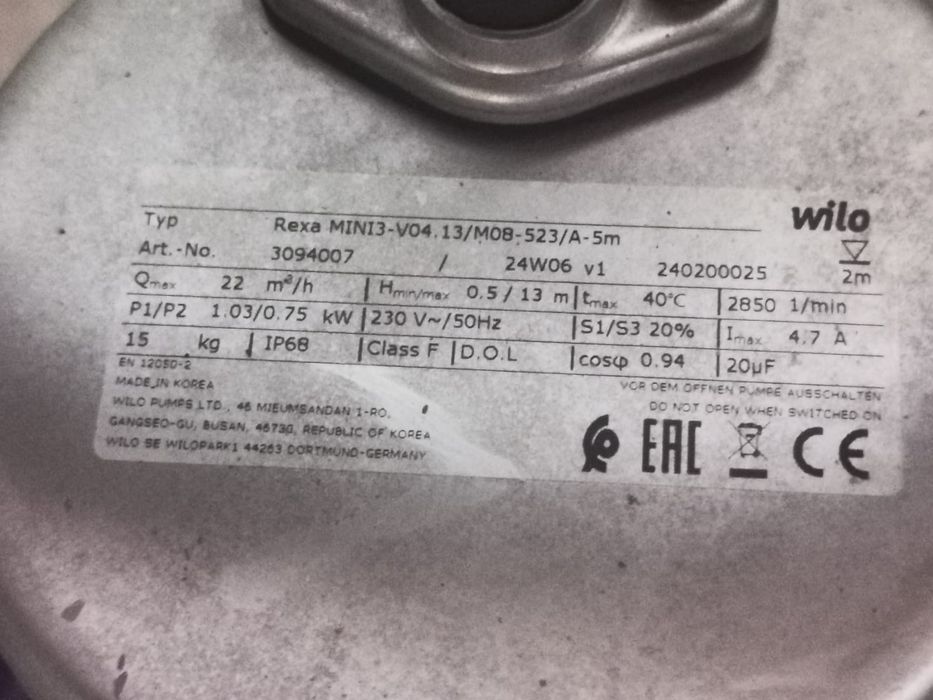 wilo
Typ Rexa MINI3-V04.13/M08-523/A-5m
Art.-No. 3094007 / 24W06 v1 240200025 2m
Qmax 22 m³/h Hmin/max 0.5 / 13 m tmax 40°C 2850 1/min
P1/P2 1.03/0.75 kW 230 V~/50Hz S1/S3 20% Imax 4.7 A
15 kg IP68 Class F D.O.L cosφ 0.94 20µF
EN 12050-2
VOR DEM ÖFFNEN PUMPE AUSSCHALTEN
MADE IN KOREA
DO NOT OPEN WHEN SWITCHED ON
WILO PUMPS LTD., 46 MIEUMSANDAN 1-RO,
GANGSEO-GU, BUSAN, 46730, REPUBLIC OF KOREA
WILO SE WILOPARK1 44263 DORTMUND-GERMANY
EAC CE